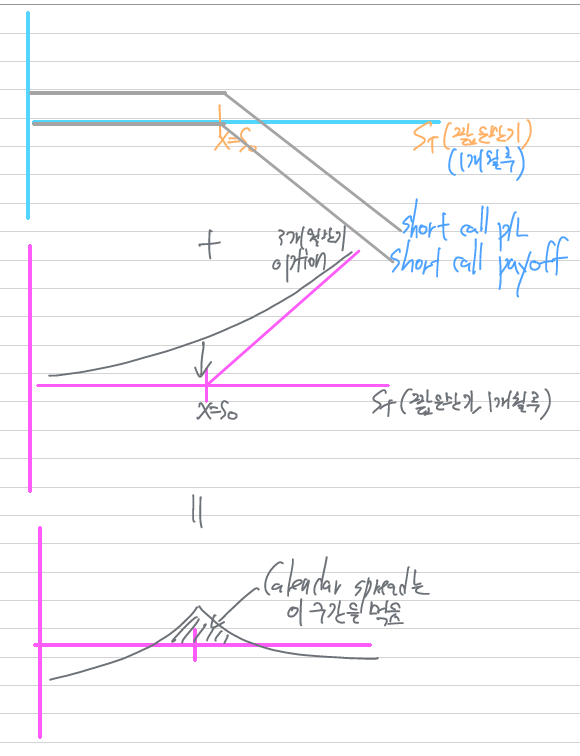 X=S₀
S_T (짧은만기)
(1개월후)
short call P/L
short call payoff
+
3개월만기
option
X=S₀
S_T (짧은만기 1개월후)
=
Calendar spread는
이 구간을 먹음